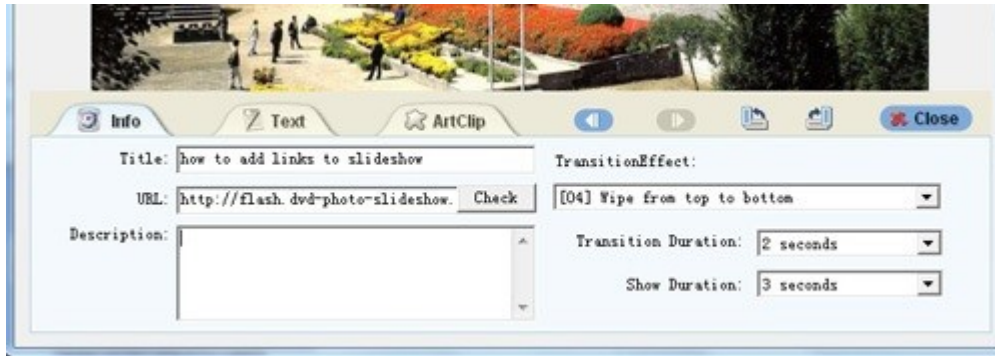 Info Text ArtClip Close
Title: how to add links to slideshow
URL: http://flash.dvd-photo-slideshow. Check
Description:
TransitionEffect:
[04] Wipe from top to bottom
Transition Duration: 2 seconds
Show Duration: 3 seconds